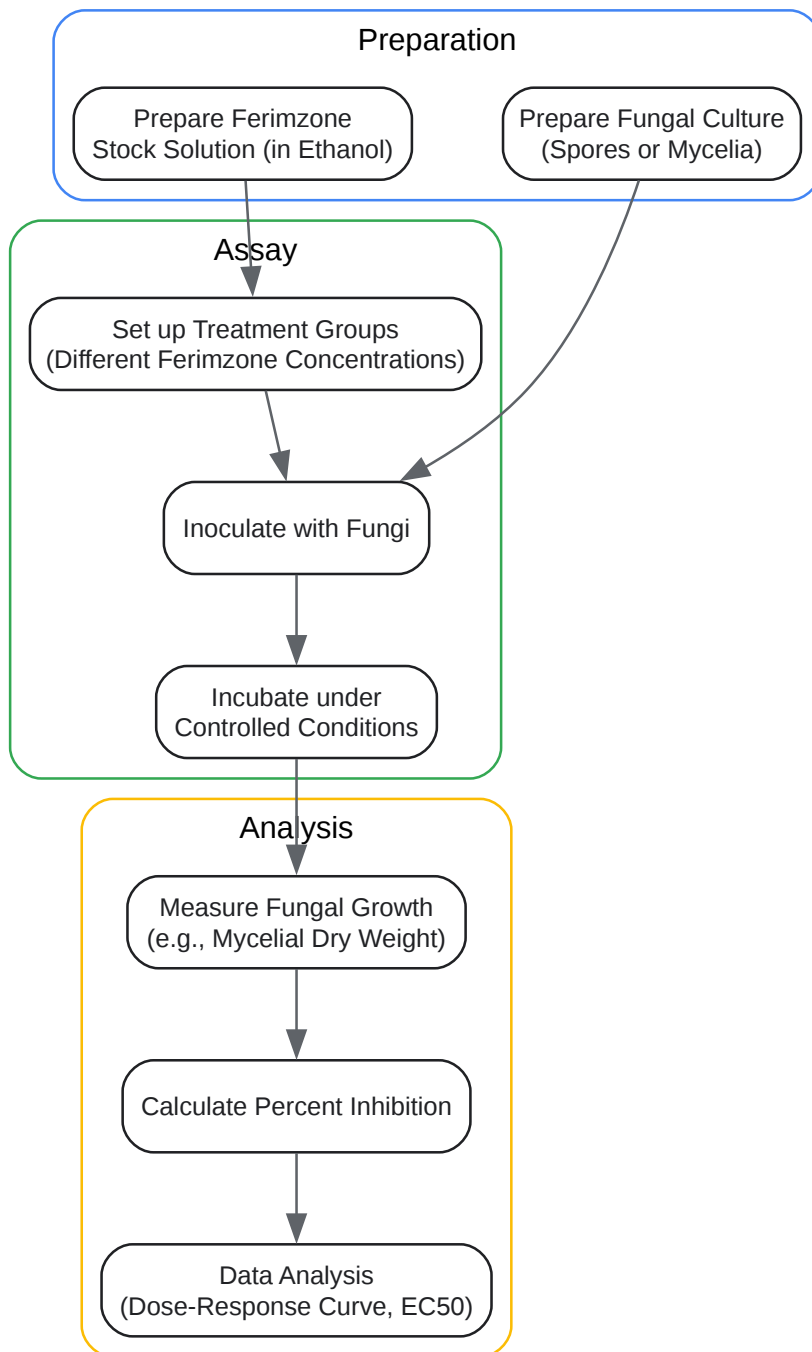 Preparation
Prepare Ferimzone
Stock Solution (in Ethanol)
Prepare Fungal Culture
(Spores or Mycelia)
Assay
Set up Treatment Groups
(Different Ferimzone Concentrations)
Inoculate with Fungi
Incubate under
Controlled Conditions
Analysis
Measure Fungal Growth
(e.g., Mycelial Dry Weight)
Calculate Percent Inhibition
Data Analysis
(Dose-Response Curve, EC50)